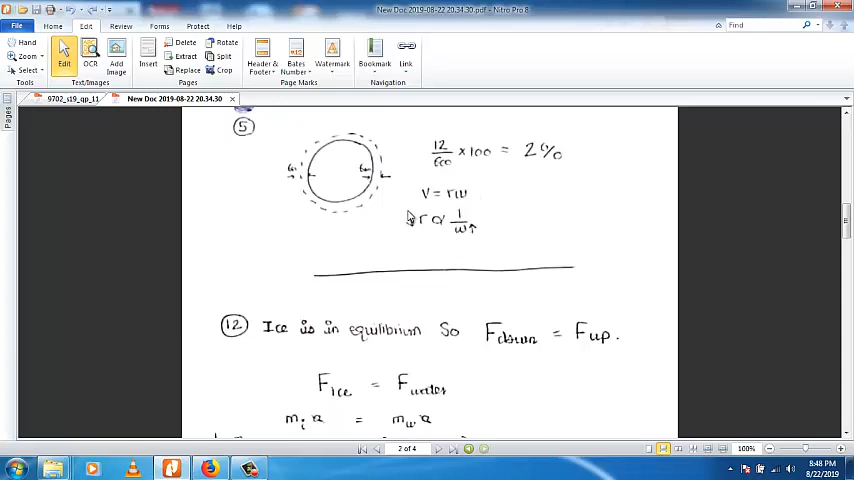 New Doc 2019-08-22 20.34.30.pdf - Nitro Pro 8
File Home Edit Review Forms Protect Help
Find
Hand
Zoom
Select
Tools
Edit
OCR
Add Image
Text/Images
Insert
Delete
Extract
Replace
Rotate
Split
Crop
Pages
Header & Footer
Bates Number
Watermark
Page Marks
Bookmark
Link
Navigation
9702_s19_qp_11
New Doc 2019-08-22 20.34.30
Pages
5
12/600 × 100 = 2%
6m
6m
v = rω
r α 1/ω↑
12 Ice is in equilibrium So Fdown = Fup.
Fice = Fwater
mi a = mw a
2 of 4
100%
8:48 PM
8/22/2019